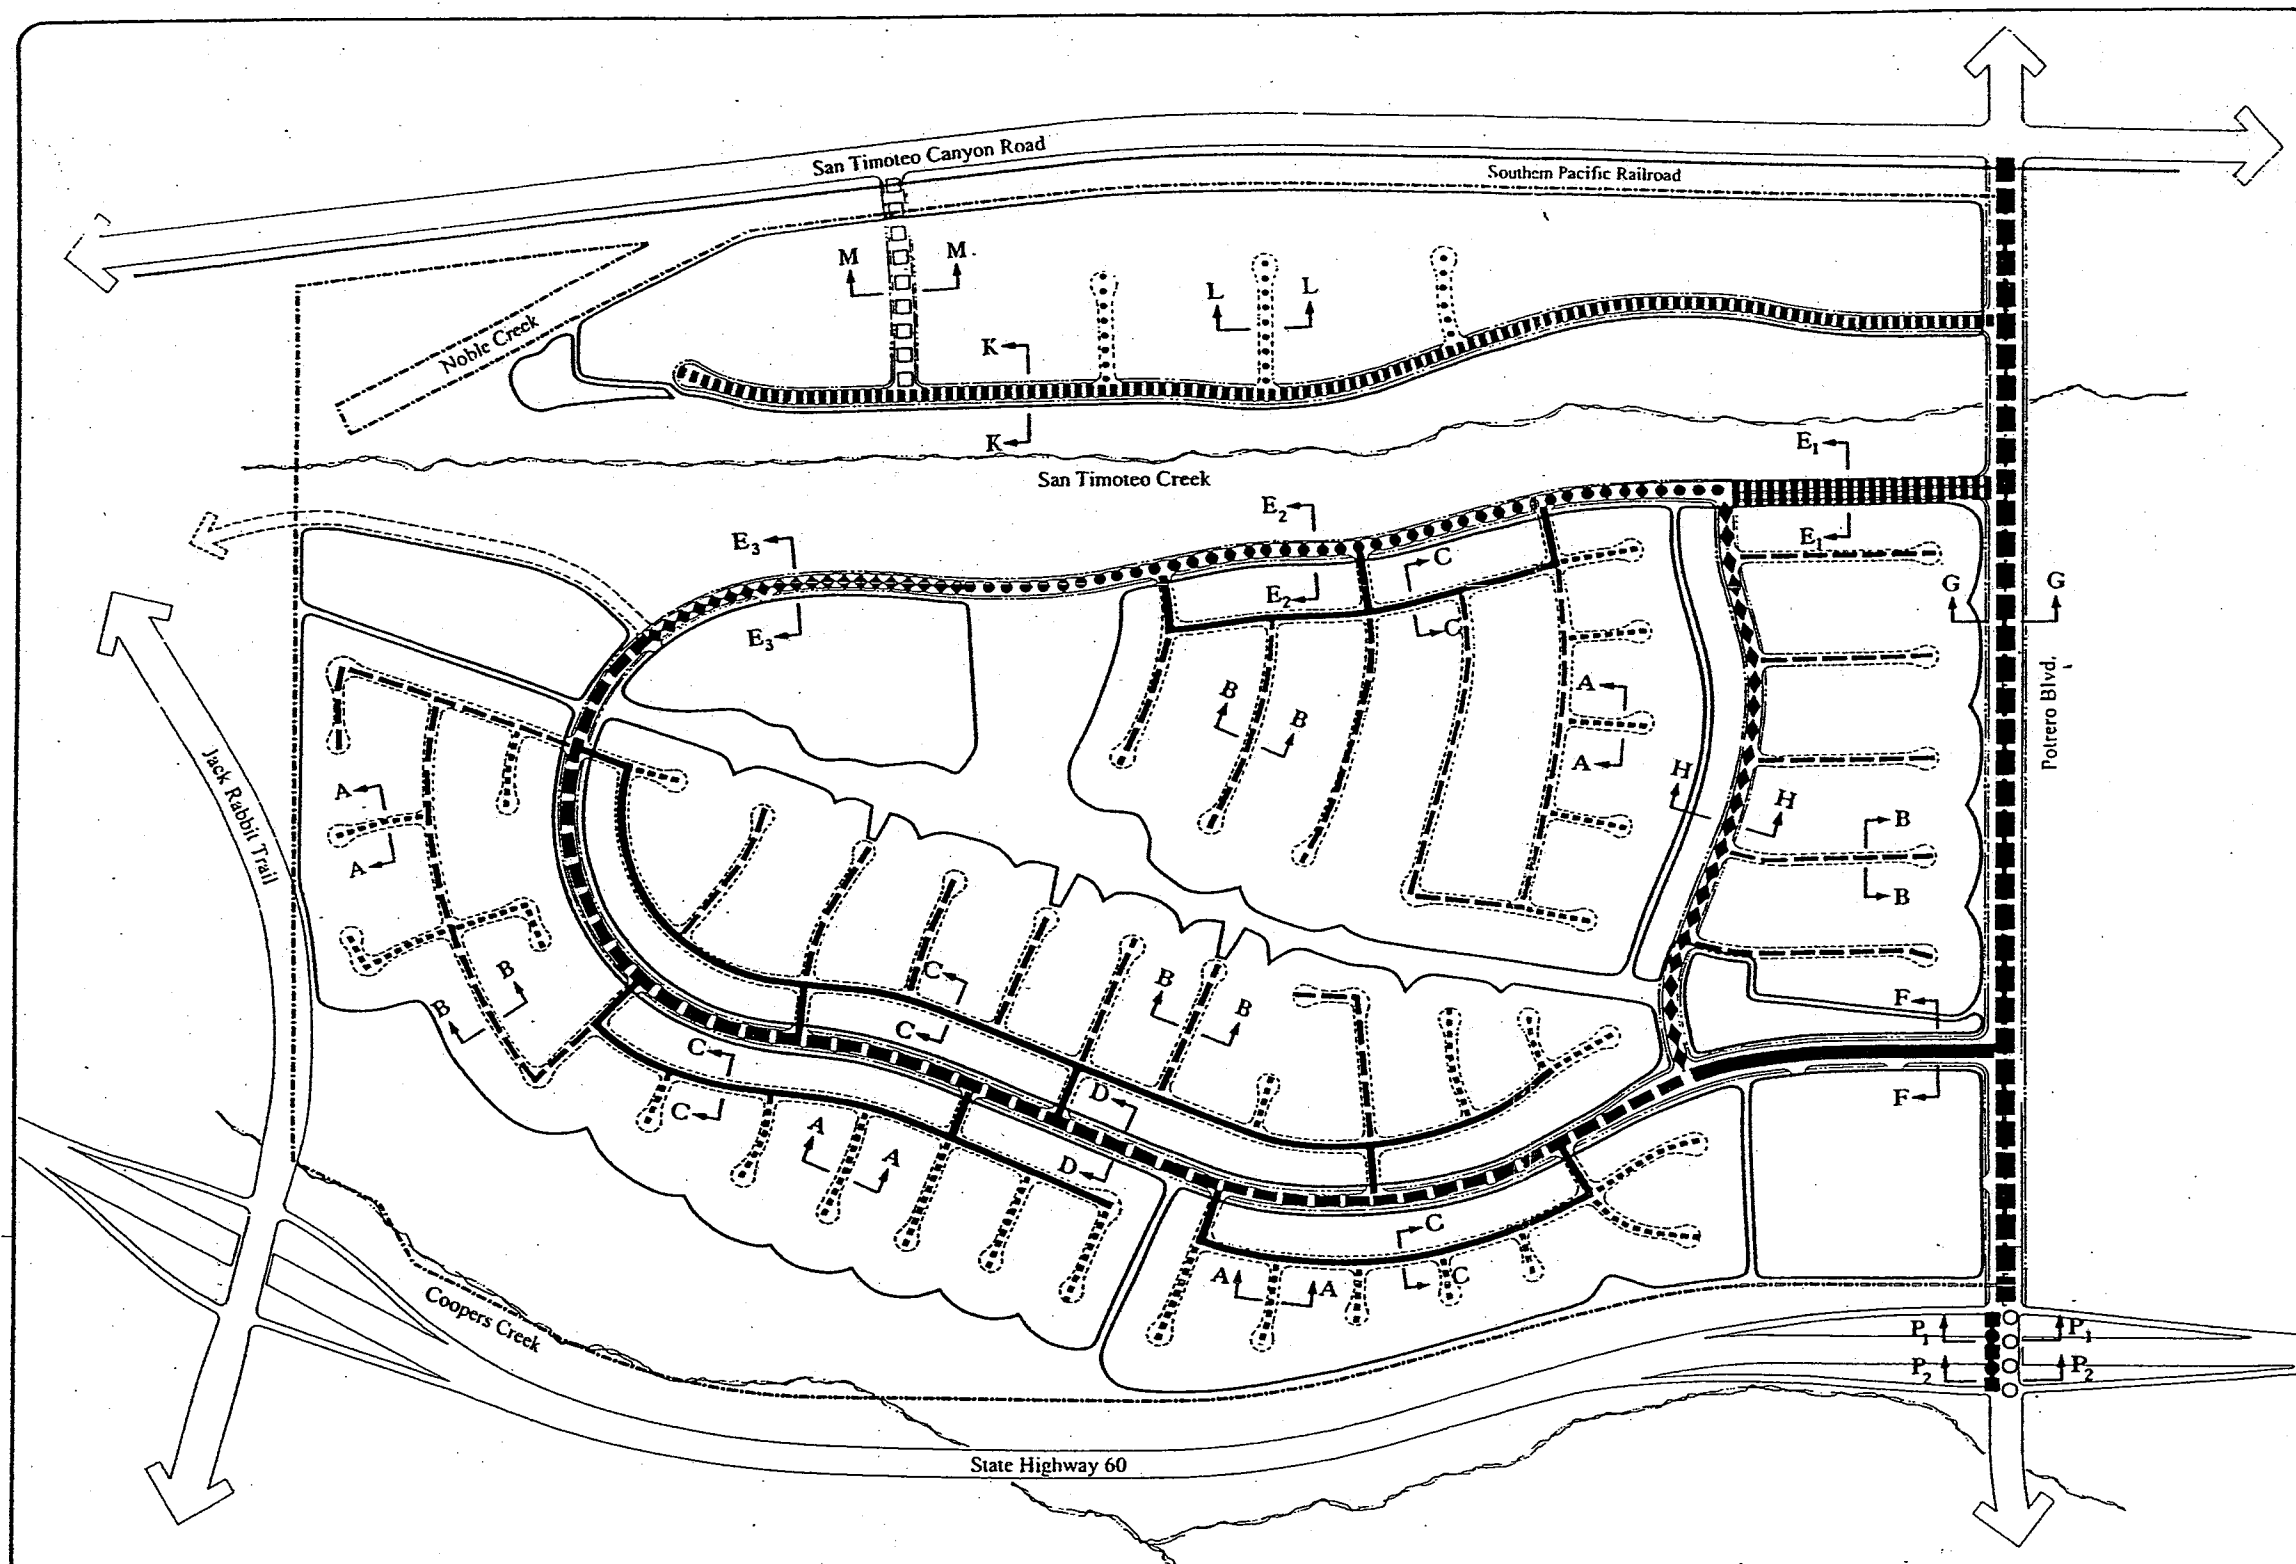 San Timoteo Canyon Road
Southern Pacific Railroad
M M
L L
Noble Creek
K
K
E1
San Timoteo Creek
E2
E3
E1
C
G G
E2
E3
C
A
B
B
Potrero Blvd.
A
H
Jack Rabbit Trail
A
H
B
A
B
B
C
B
B
B
F
C
C
D
F
C
A
A
D
C
A
A
C
Coopers Creek
P1 P1
P2 P2
State Highway 60